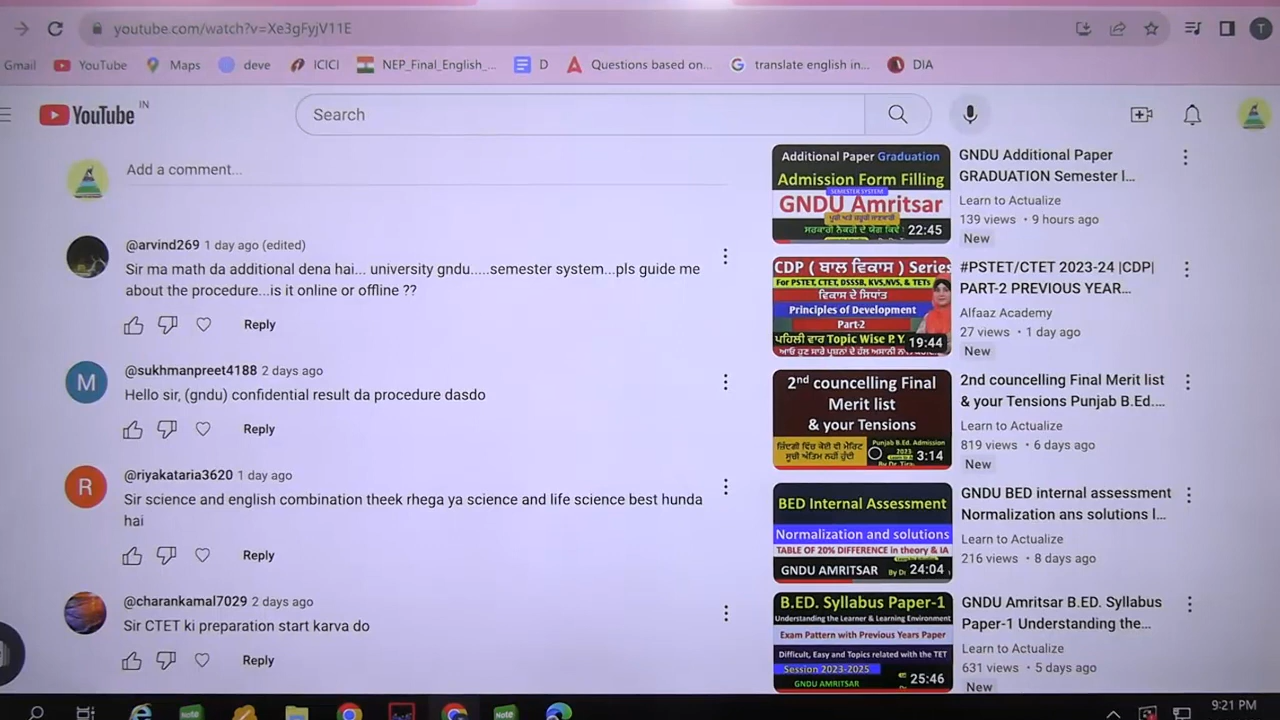 youtube.com/watch?v=Xe3gFyjV11E
Gmail YouTube Maps deve ICICI NEP_Final_English_... D Questions based on... translate english in... DIA
YouTube IN
Search
Add a comment...
@arvind269 1 day ago (edited)
Sir ma math da additional dena hai... university gndu.....semester system...pls guide me
about the procedure...is it online or offline ??
Reply
M
@sukhmanpreet4188 2 days ago
Hello sir, (gndu) confidential result da procedure dasdo
Reply
R
@riyakataria3620 1 day ago
Sir science and english combination theek rhega ya science and life science best hunda
hai
Reply
@charankamal7029 2 days ago
Sir CTET ki preparation start karva do
Reply
Additional Paper Graduation
Admission Form Filling
SEMESTER SYSTEM
GNDU Amritsar
22:45
GNDU Additional Paper
GRADUATION Semester I...
Learn to Actualize
139 views • 9 hours ago
New
CDP ( ਬਾਲ ਵਿਕਾਸ ) Series
For PSTET, CTET, DSSSB, KVS,NVS, & TETs
ਵਿਕਾਸ ਦੇ ਸਿਧਾਂਤ
Principles of Development
Part-2
ਪਹਿਲੀ ਵਾਰ Topic Wise P. Y.
19:44
#PSTET/CTET 2023-24 |CDP|
PART-2 PREVIOUS YEAR...
Alfaaz Academy
27 views • 1 day ago
New
2nd councelling Final
Merit list
& your Tensions
ਜ਼ਿੰਦਗੀ ਵਿੱਚ ਕੋਈ ਵੀ ਮੈਰਿਟ
ਸੂਚੀ ਅੰਤਿਮ ਨਹੀਂ ਹੁੰਦੀ
Punjab B.Ed. Admission
2023
3:14
2nd councelling Final Merit list
& your Tensions Punjab B.Ed....
Learn to Actualize
819 views • 6 days ago
New
BED Internal Assessment
Normalization and solutions
TABLE OF 20% DIFFERENCE in theory & IA
GNDU AMRITSAR By Dr 24:04
GNDU BED internal assessment
Normalization ans solutions I...
Learn to Actualize
216 views • 8 days ago
B.ED. Syllabus Paper-1
Understanding the Learner & Learning Environment
Exam Pattern with Previous Years Paper
Difficult, Easy and Topics related with the TET
Session 2023-2025
GNDU AMRITSAR
25:46
GNDU Amritsar B.ED. Syllabus
Paper-1 Understanding the...
Learn to Actualize
631 views • 5 days ago
New
T
Note
Note
9:21 PM